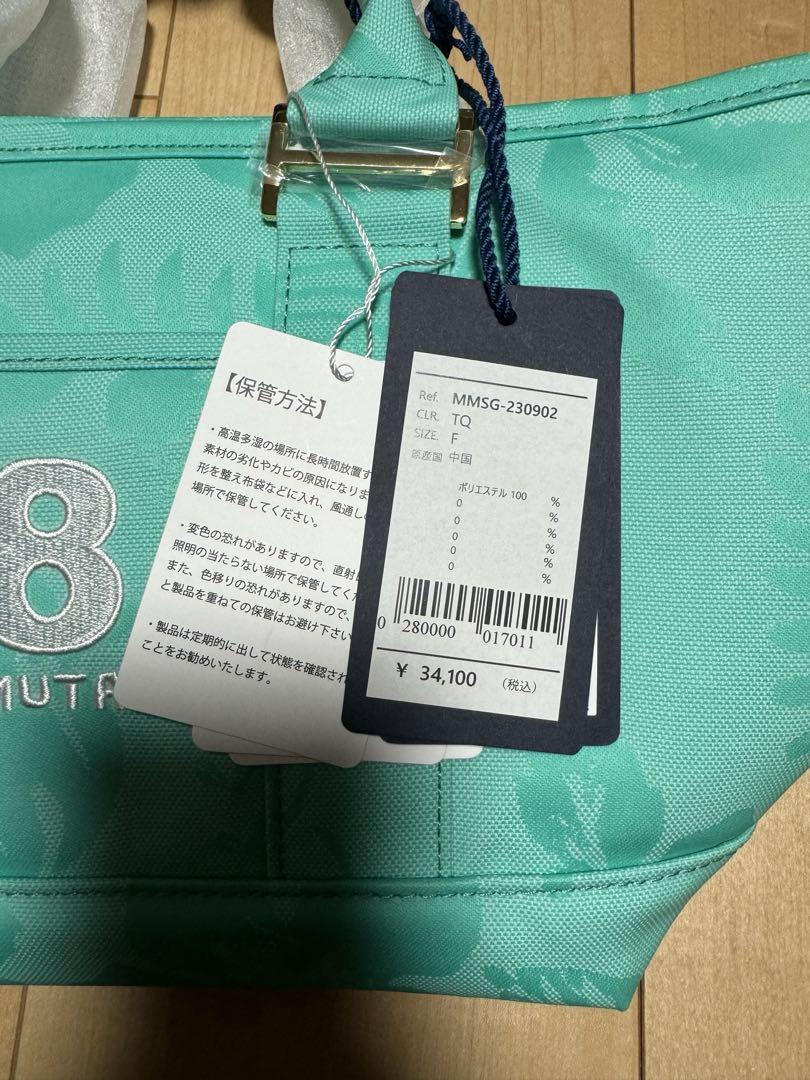 8
MUTA
【保管方法】
・高温多湿の場所に長時間放置す
素材の劣化やカビの原因になりま
形を整え布袋などに入れ、風通し
場所で保管してください。
・変色の恐れがありますので、直射
照明の当たらない場所で保管してくだ
また、色移りの恐れがありますので、
と製品を重ねての保管はお避け下さい
・製品は定期的に出して状態を確認され
ことをお勧めいたします。
Ref. MMSG-230902
CLR. TQ
SIZE. F
原産国 中国
ポリエステル 100 %
0 %
0 %
0 %
0 %
0 %
0 280000 017011
¥ 34,100 (税込)